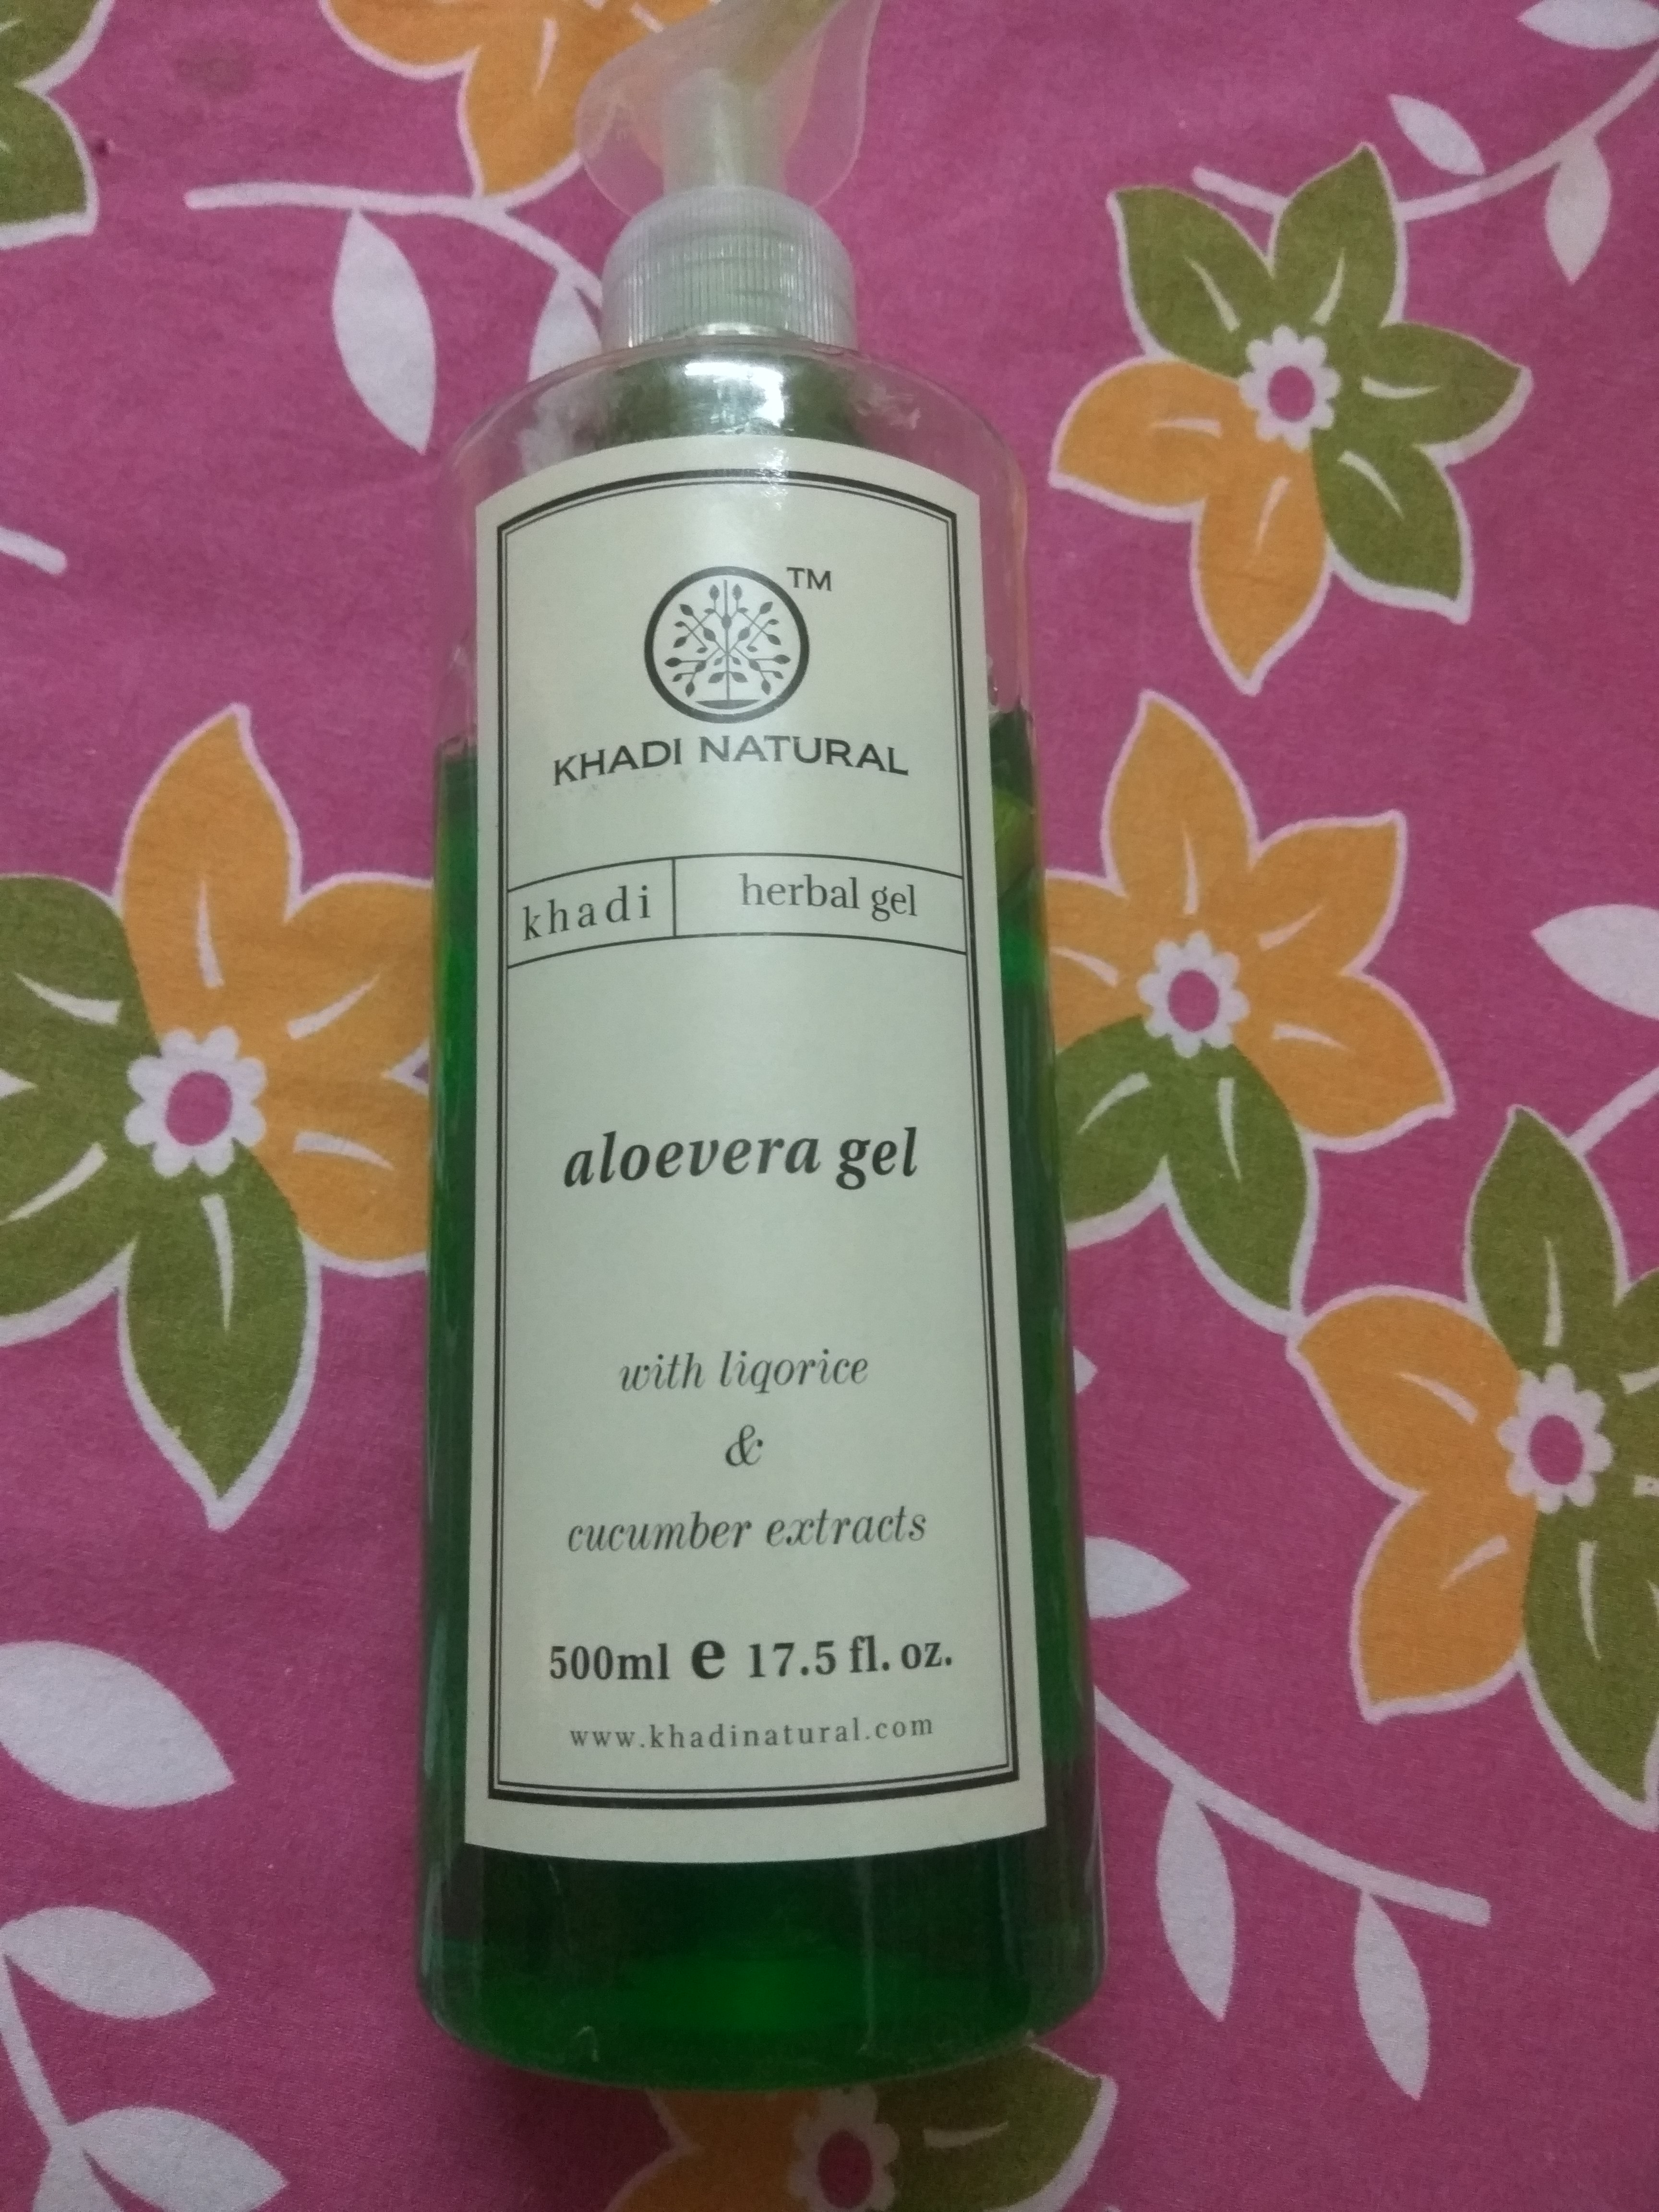 TM
KHADI NATURAL
khadi herbal gel
aloevera gel
with liqorice
&
cucumber extracts
500ml e 17.5 fl. oz.
www.khadinatural.com